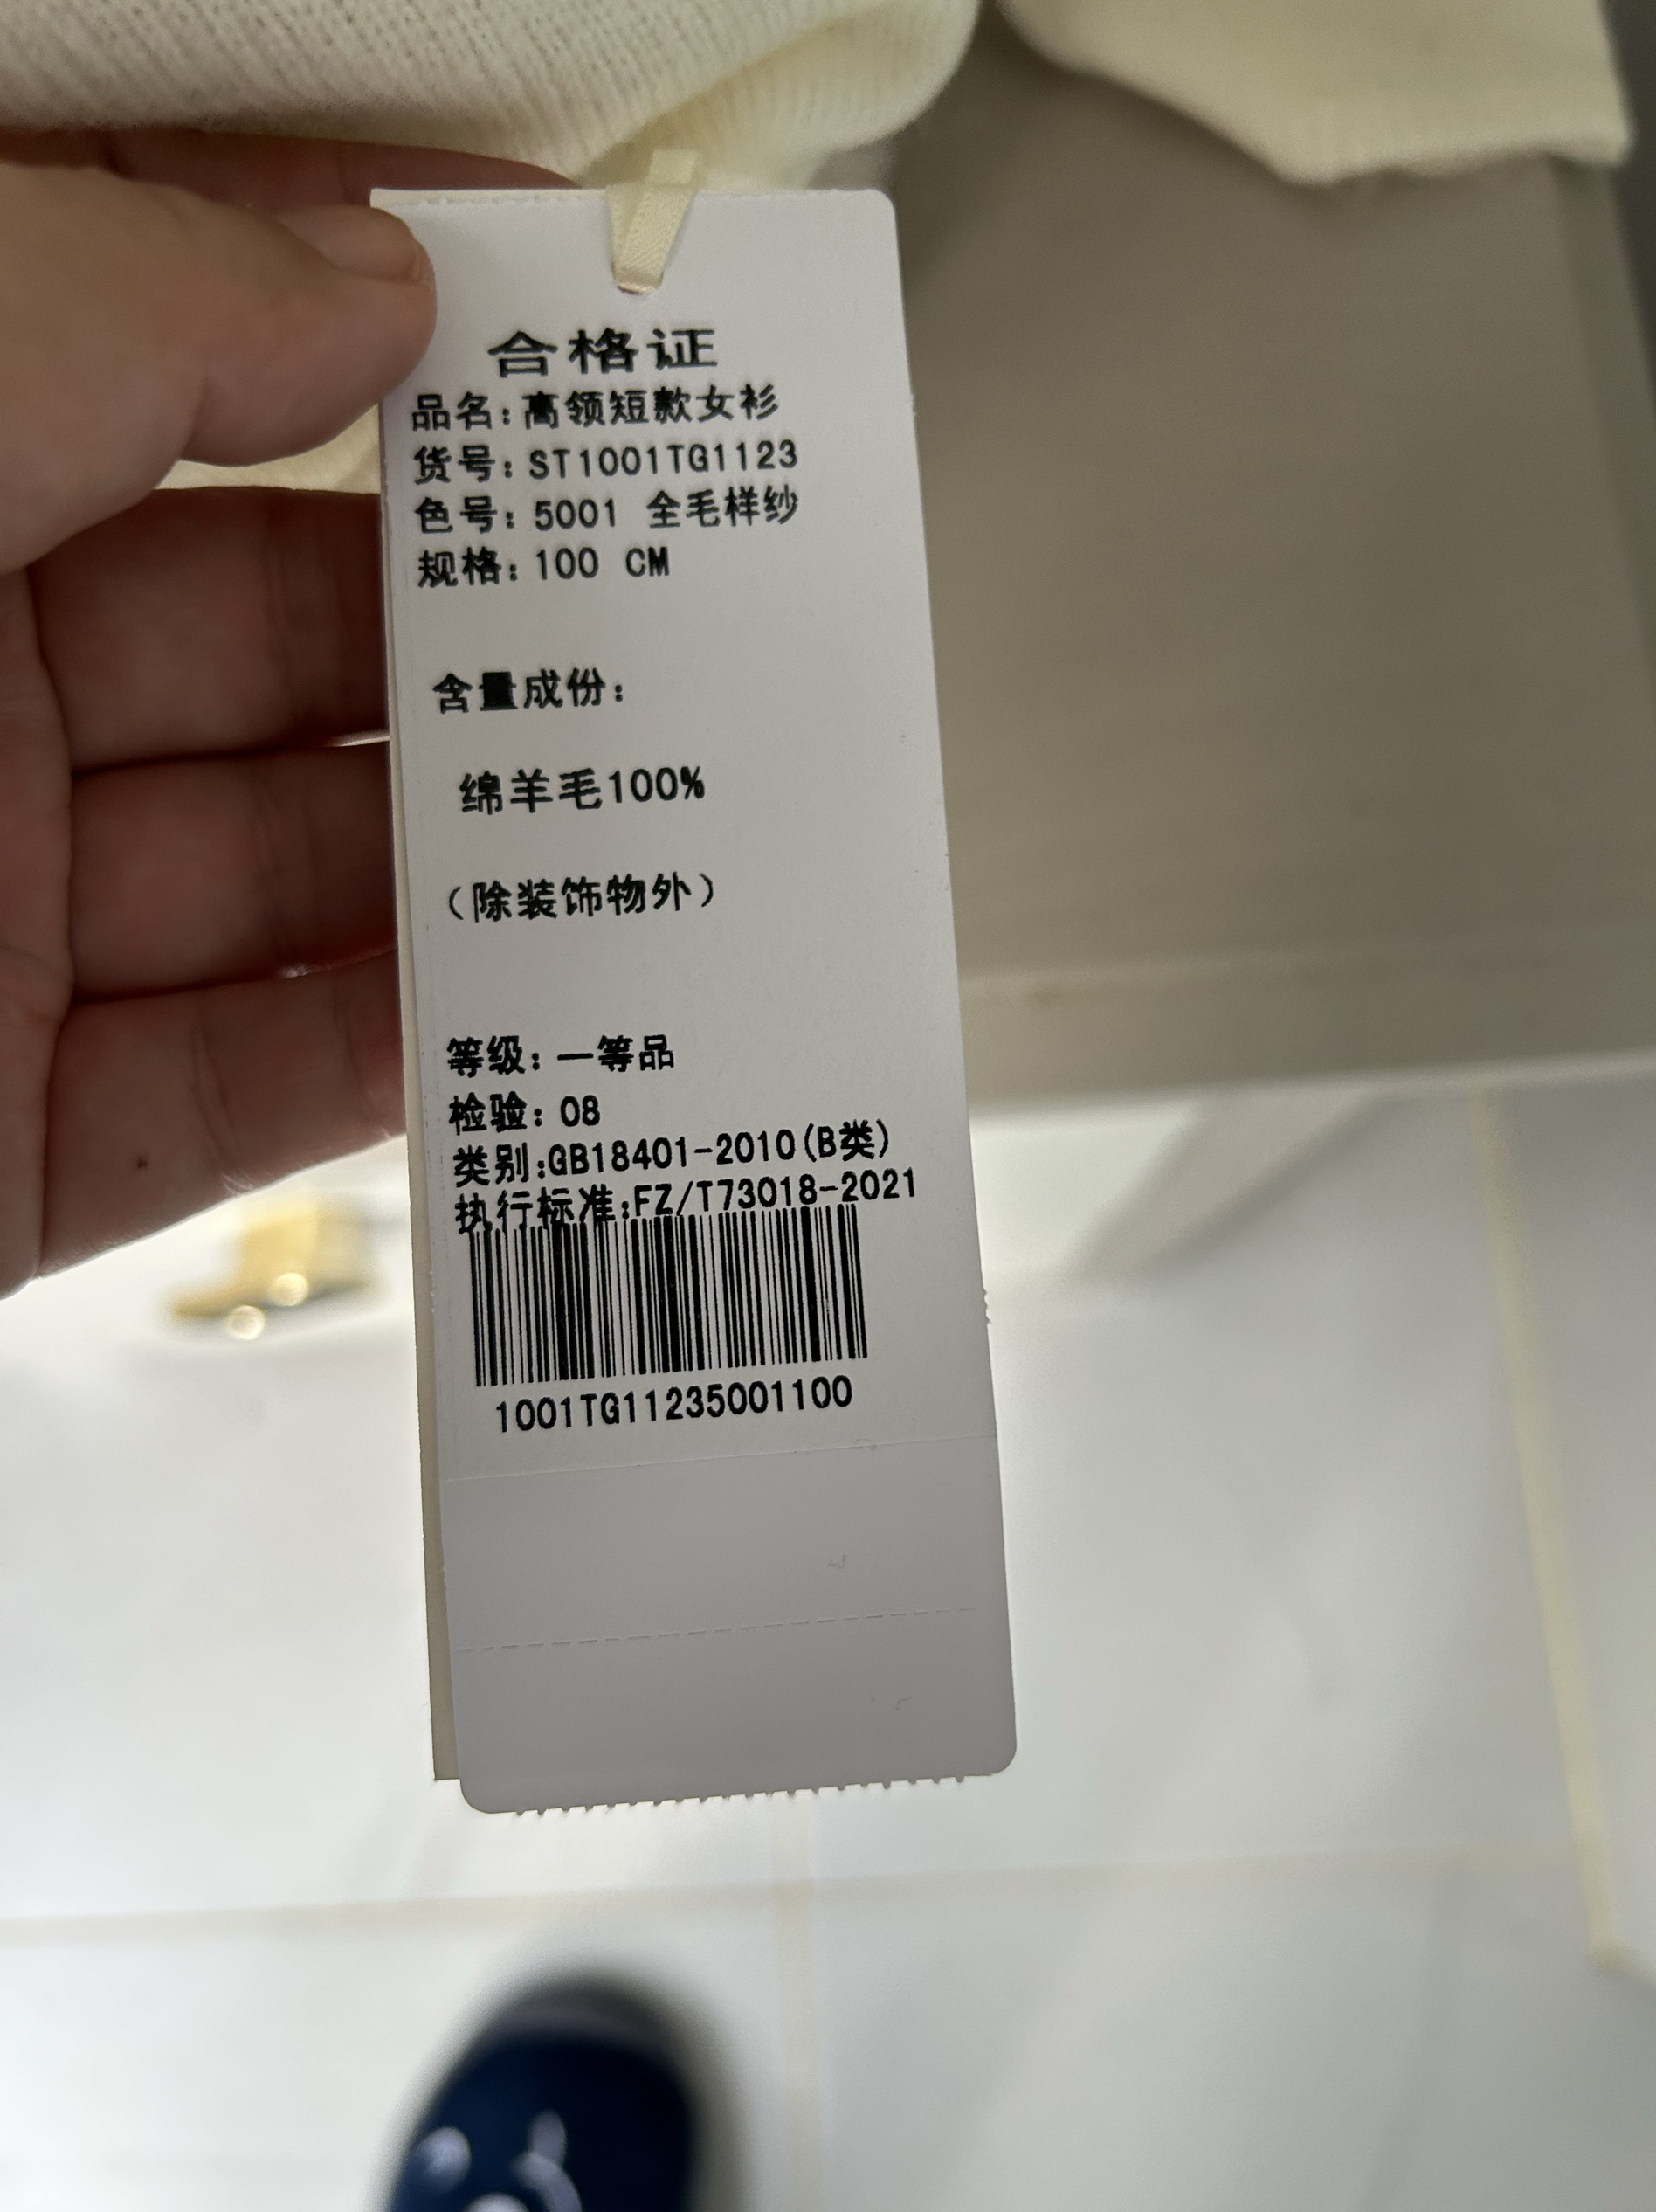 合格证
品名:高领短款女衫
货号:ST1001TG1123
色号:5001 全毛样纱
规格:100 CM
含量成份:
绵羊毛100%
(除装饰物外)
等级:一等品
检验:08
类别:GB18401-2010(B类)
执行标准:FZ/T73018-2021
1001TG11235001100